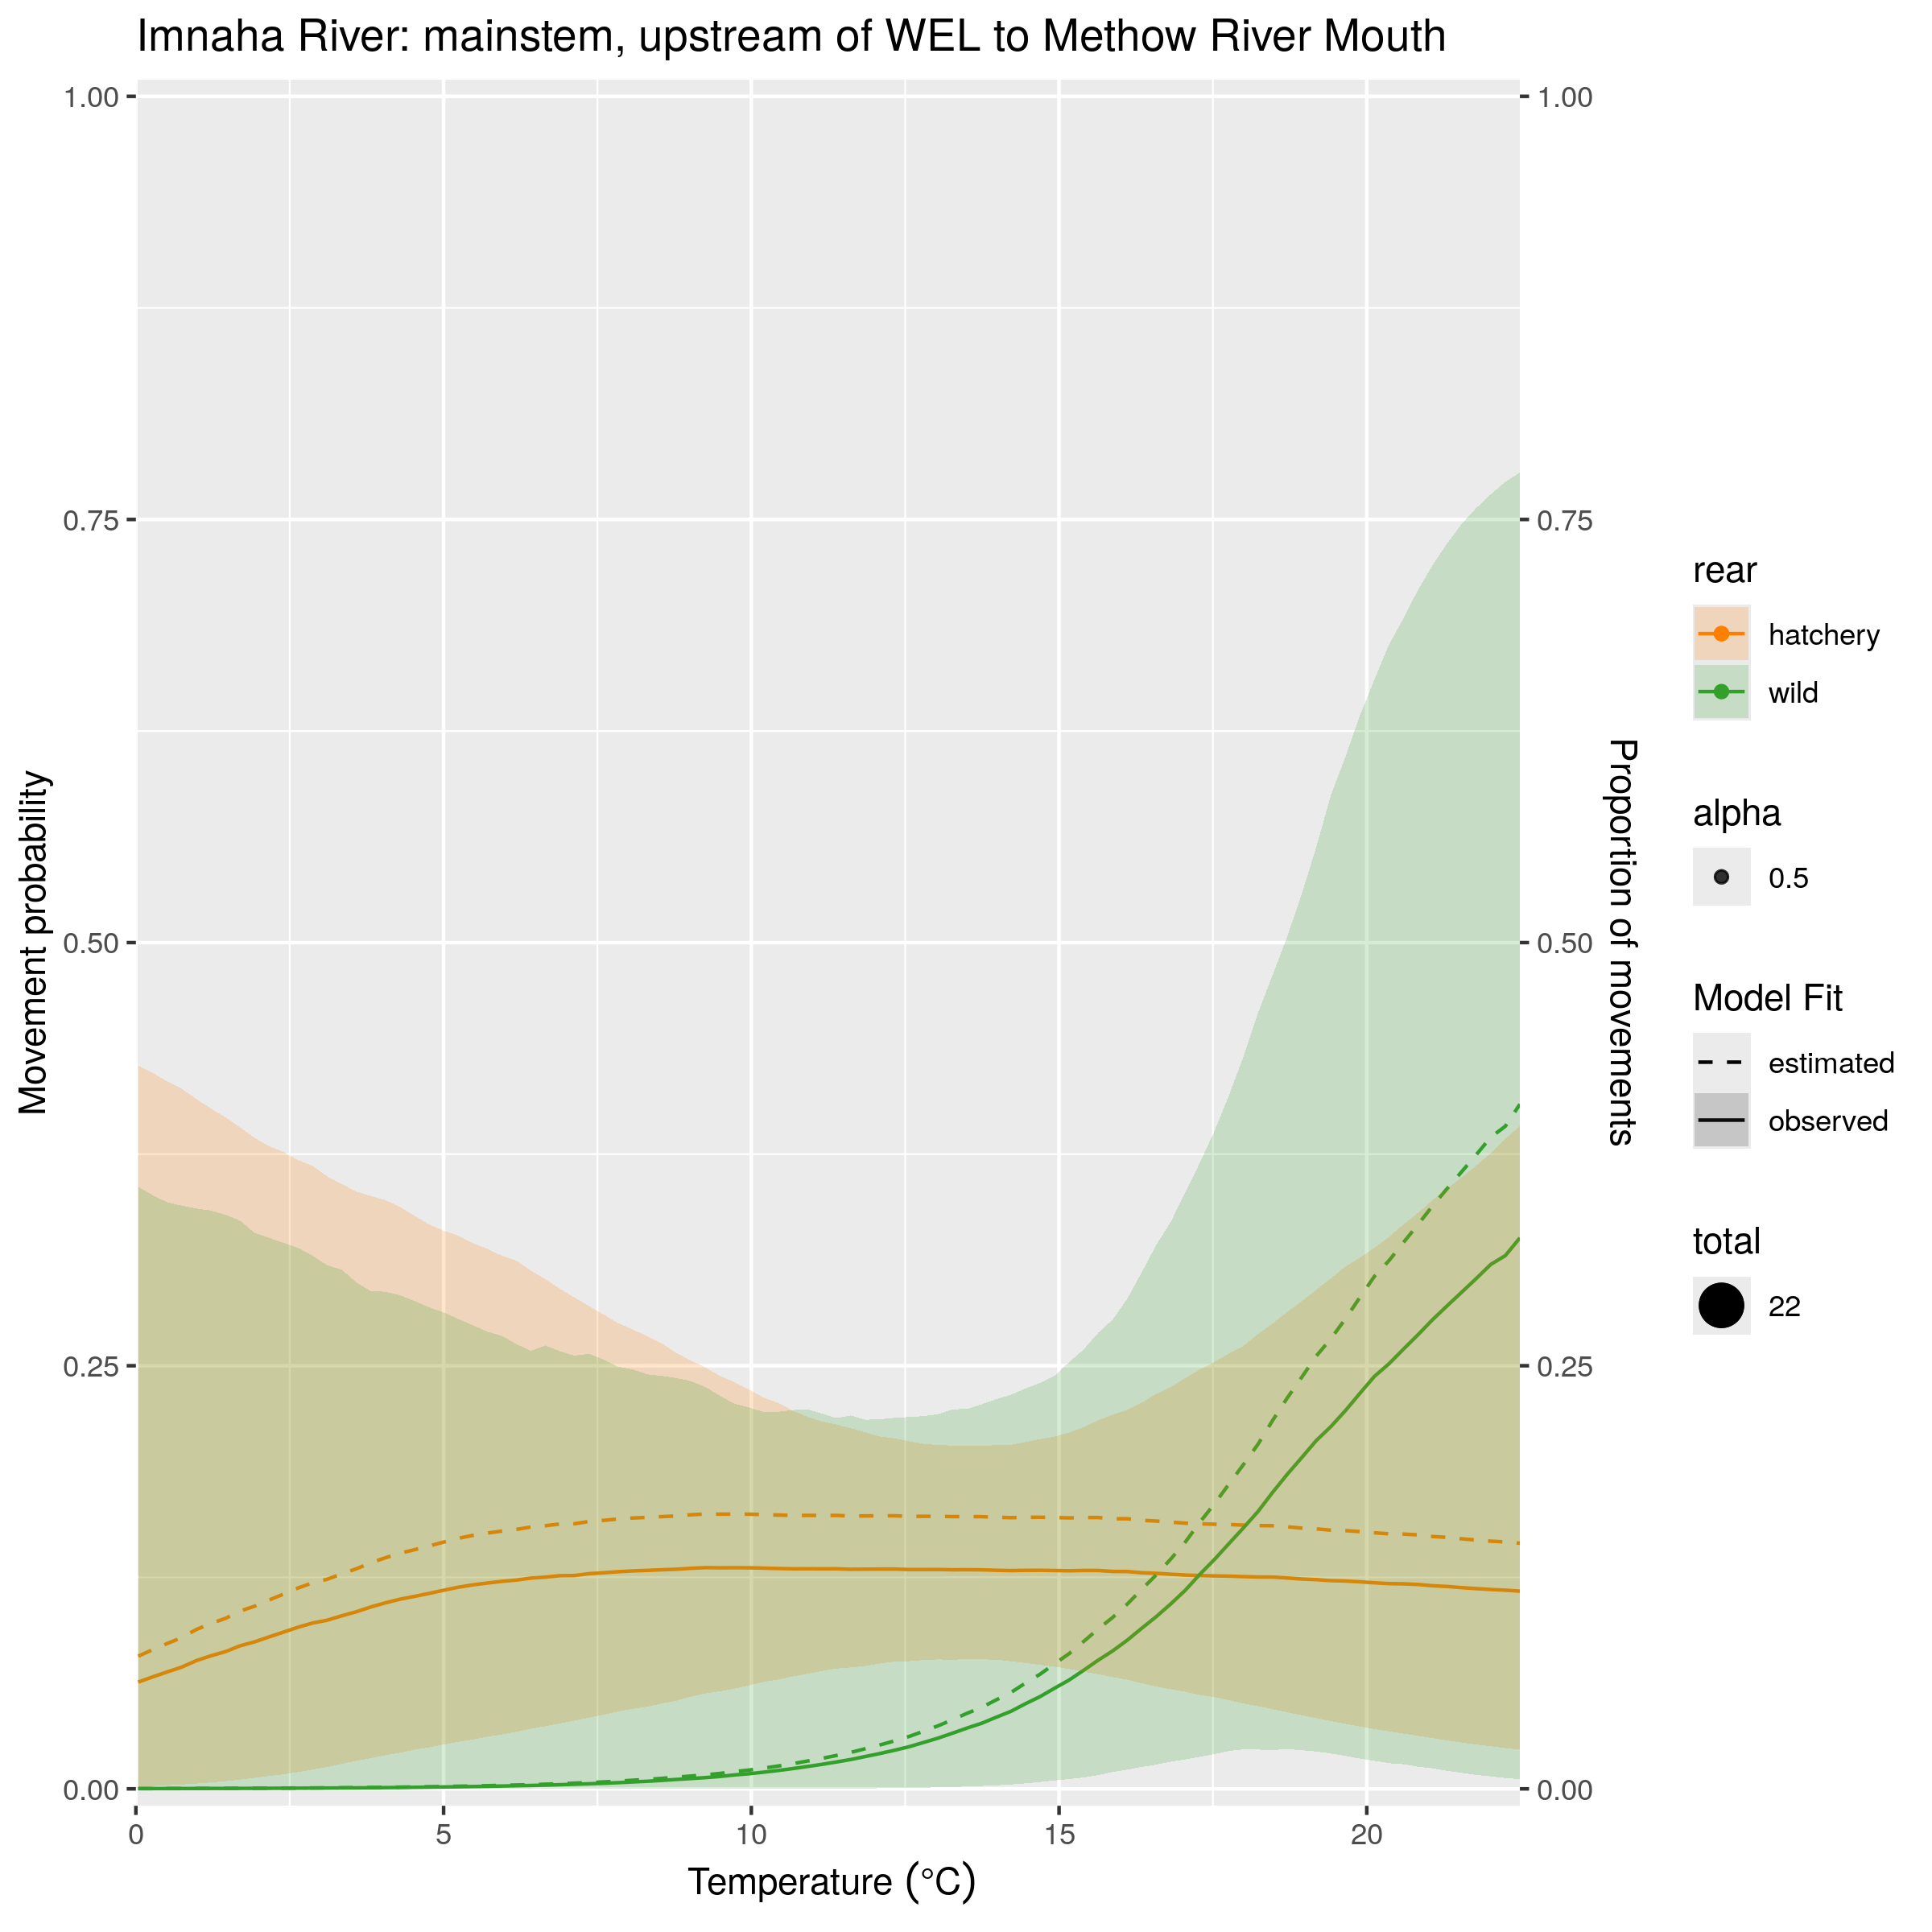 Imnaha River: mainstem, upstream of WEL to Methow River Mouth
1.00
0.75
0.50
0.25
0.00
Movement probability
0
5
10
15
20
Temperature (°C)
1.00
0.75
0.50
0.25
0.00
Proportion of movements
rear
hatchery
wild
alpha
0.5
Model Fit
estimated
observed
total
22